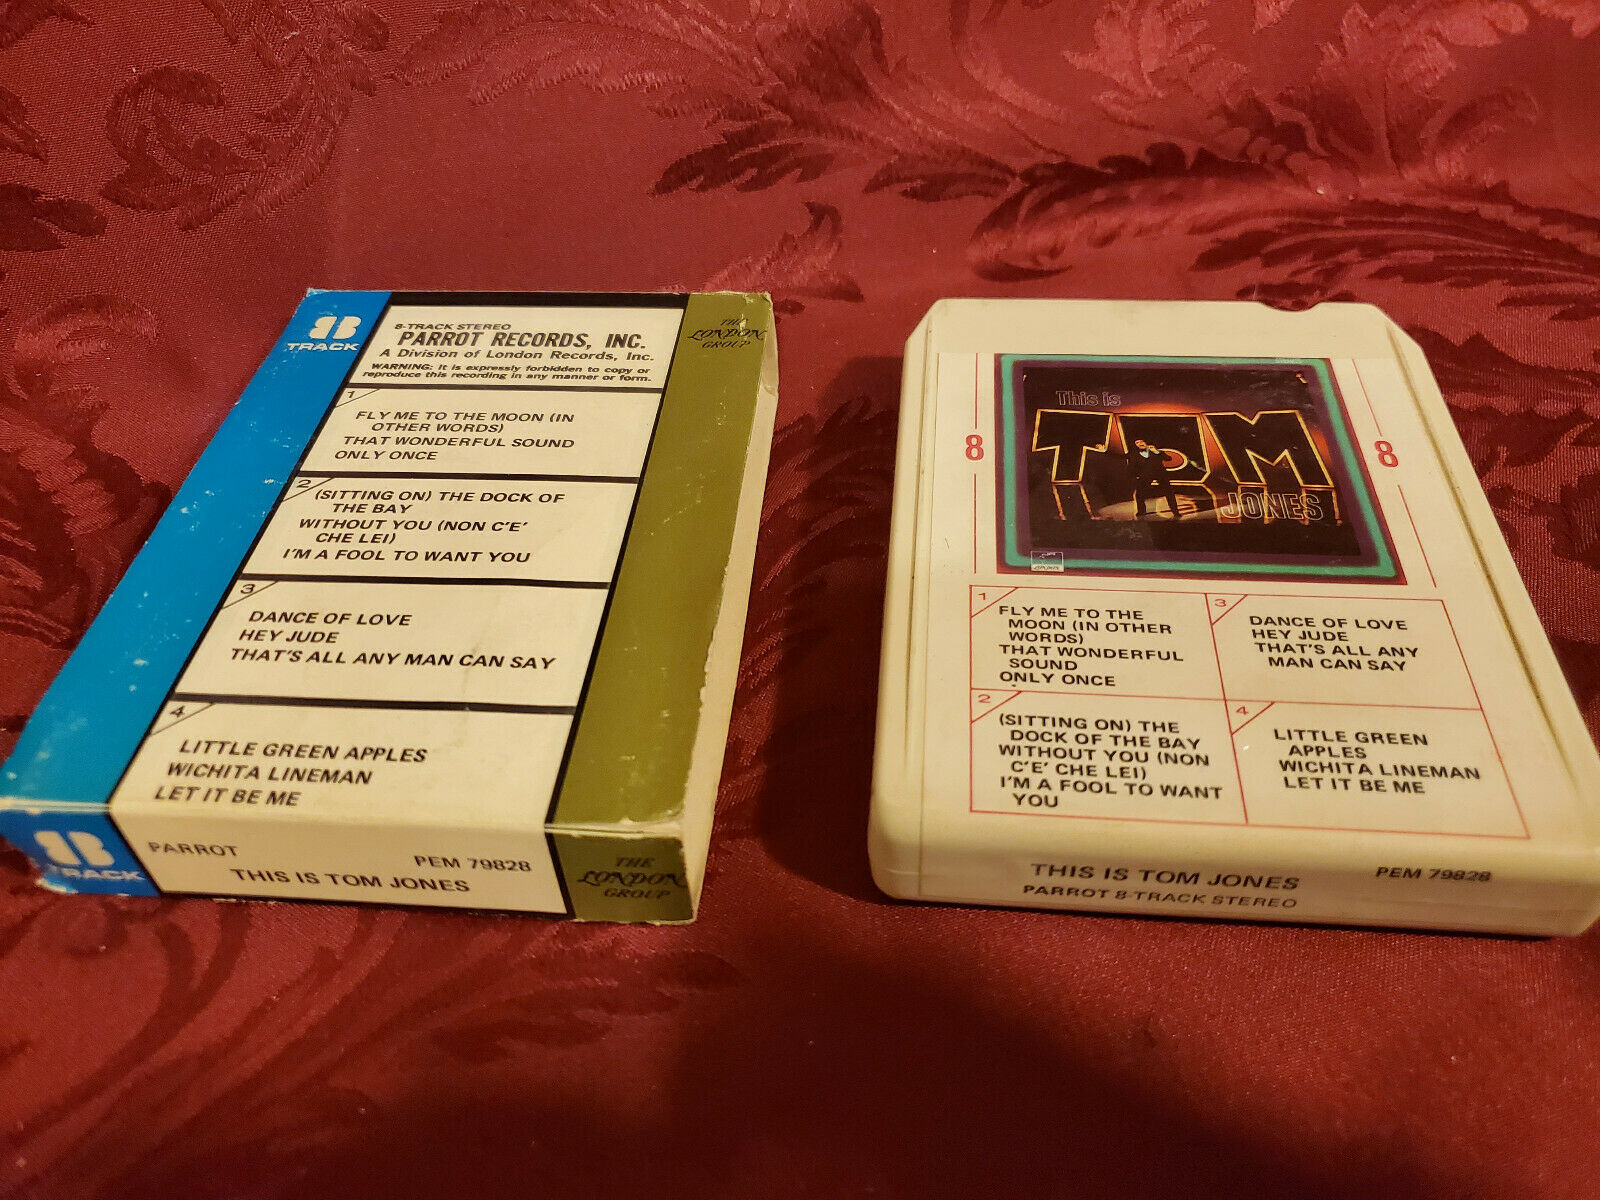 8
TRACK
8-TRACK STEREO
PARROT RECORDS, INC.
A Division of London Records, Inc.
WARNING: It is expressly forbidden to copy or
reproduce this recording in any manner or form.
THE
LONDON
GROUP
1
FLY ME TO THE MOON (IN
OTHER WORDS)
THAT WONDERFUL SOUND
ONLY ONCE
2
(SITTING ON) THE DOCK OF
THE BAY
WITHOUT YOU (NON C'E'
CHE LEI)
I'M A FOOL TO WANT YOU
3
DANCE OF LOVE
HEY JUDE
THAT'S ALL ANY MAN CAN SAY
4
LITTLE GREEN APPLES
WICHITA LINEMAN
LET IT BE ME
8
TRACK
PARROT
PEM 79828
THIS IS TOM JONES
THE
LONDON
GROUP
This is
TOM
JONES
8
8
LONDON
1
FLY ME TO THE
MOON (IN OTHER
WORDS)
THAT WONDERFUL
SOUND
ONLY ONCE
2
(SITTING ON) THE
DOCK OF THE BAY
WITHOUT YOU (NON
C'E' CHE LEI)
I'M A FOOL TO WANT
YOU
3
DANCE OF LOVE
HEY JUDE
THAT'S ALL ANY
MAN CAN SAY
4
LITTLE GREEN
APPLES
WICHITA LINEMAN
LET IT BE ME
THIS IS TOM JONES
PEM 79828
PARROT 8-TRACK STEREO